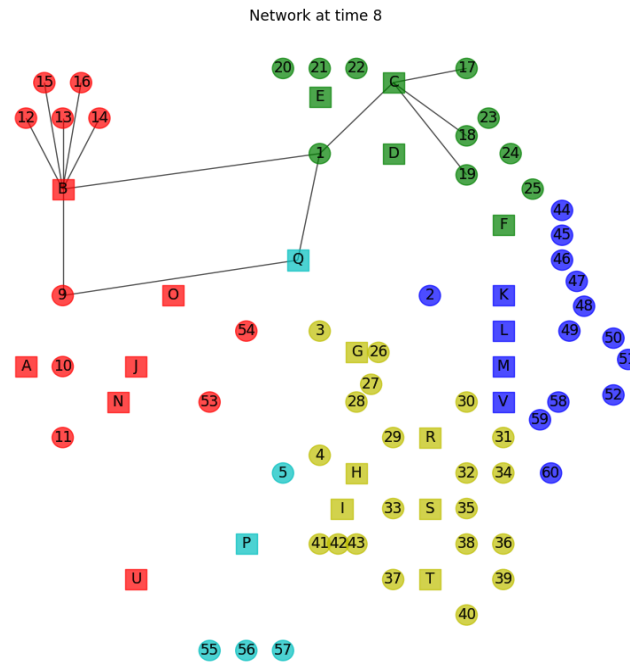 Network at time 8
20 21 22 C 17
15 16
E
12 13 14 23
18
1 D 24
19
B 25
44
F
45
Q 46
47
9 O 2 K
48
54 3 L 49
50
G 26
A 10 J M
27
52
N 53 28 30 V 58
59
11 29 R 31
4
5 H 32 34 60
I 33 S 35
P 41 42 43 38 36
U 37 T 39
40
55 56 57